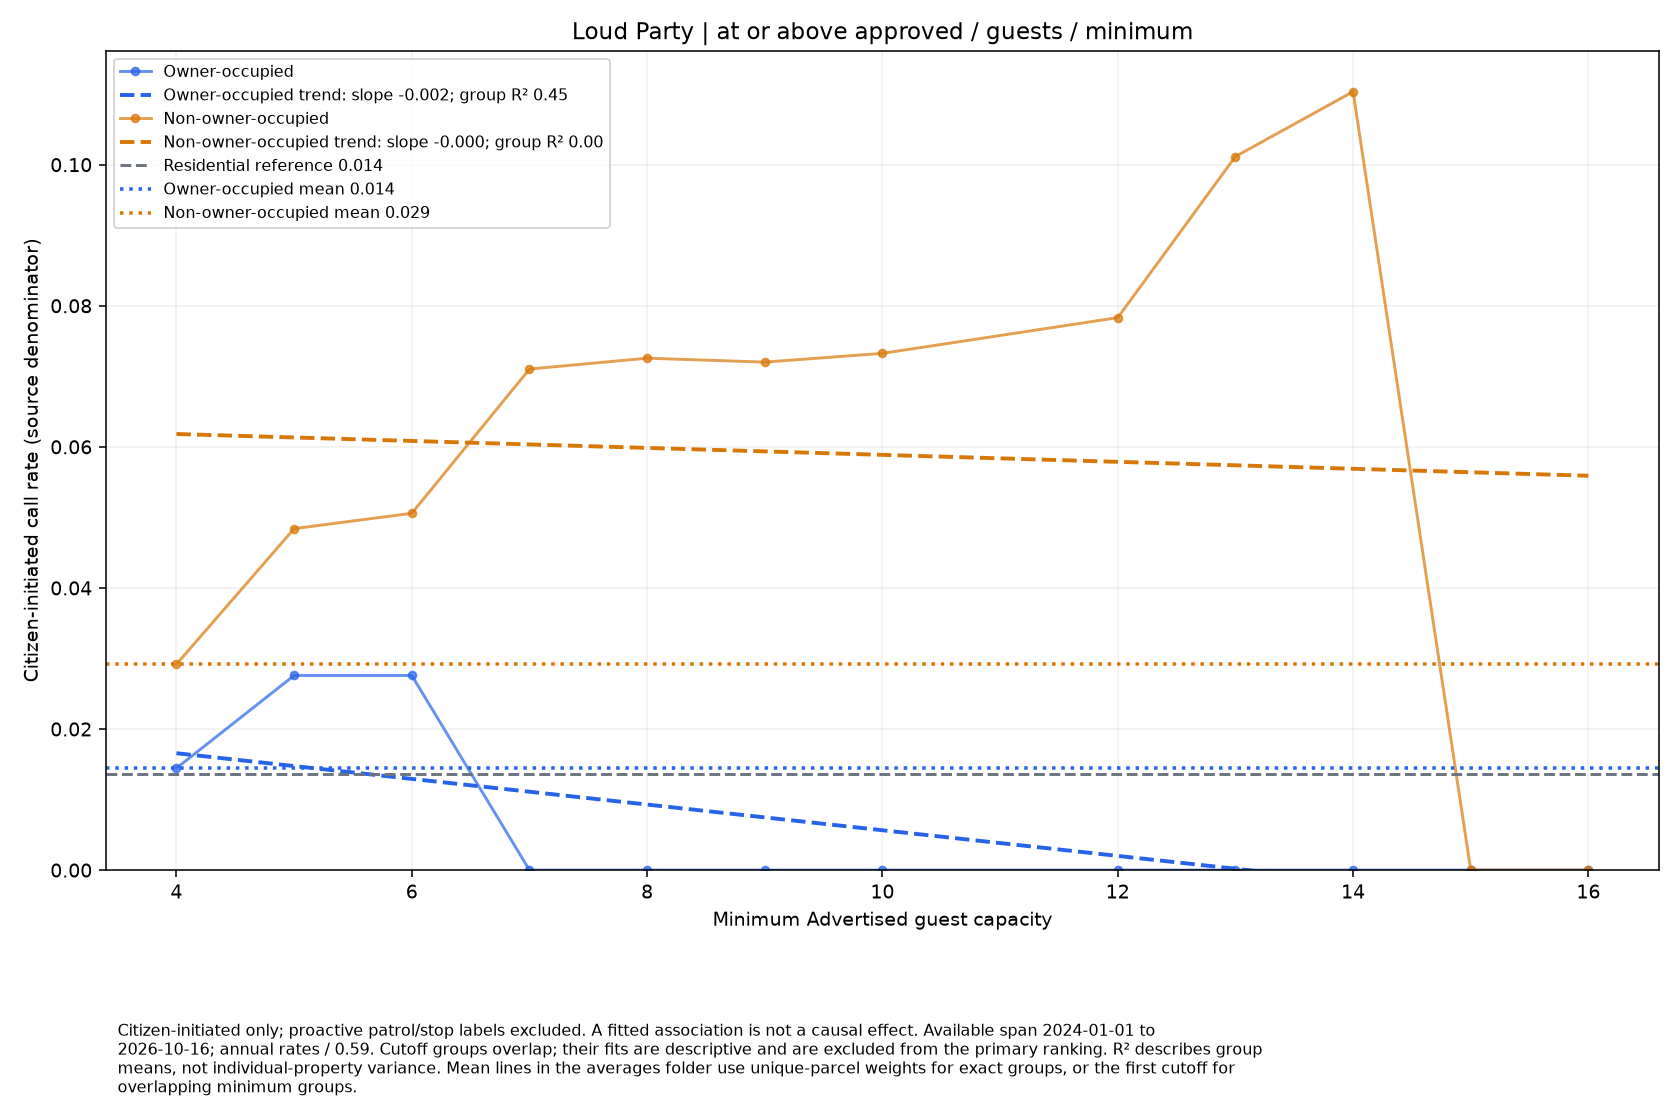 Loud Party | at or above approved / guests / minimum
Owner-occupied
Owner-occupied trend: slope -0.002; group R² 0.45
Non-owner-occupied
Non-owner-occupied trend: slope -0.000; group R² 0.00
Residential reference 0.014
Owner-occupied mean 0.014
Non-owner-occupied mean 0.029
Citizen-initiated call rate (source denominator)
0.10
0.08
0.06
0.04
0.02
0.00
4 6 8 10 12 14 16
Minimum Advertised guest capacity
Citizen-initiated only; proactive patrol/stop labels excluded. A fitted association is not a causal effect. Available span 2024-01-01 to
2026-10-16; annual rates / 0.59. Cutoff groups overlap; their fits are descriptive and are excluded from the primary ranking. R² describes group
means, not individual-property variance. Mean lines in the averages folder use unique-parcel weights for exact groups, or the first cutoff for
overlapping minimum groups.